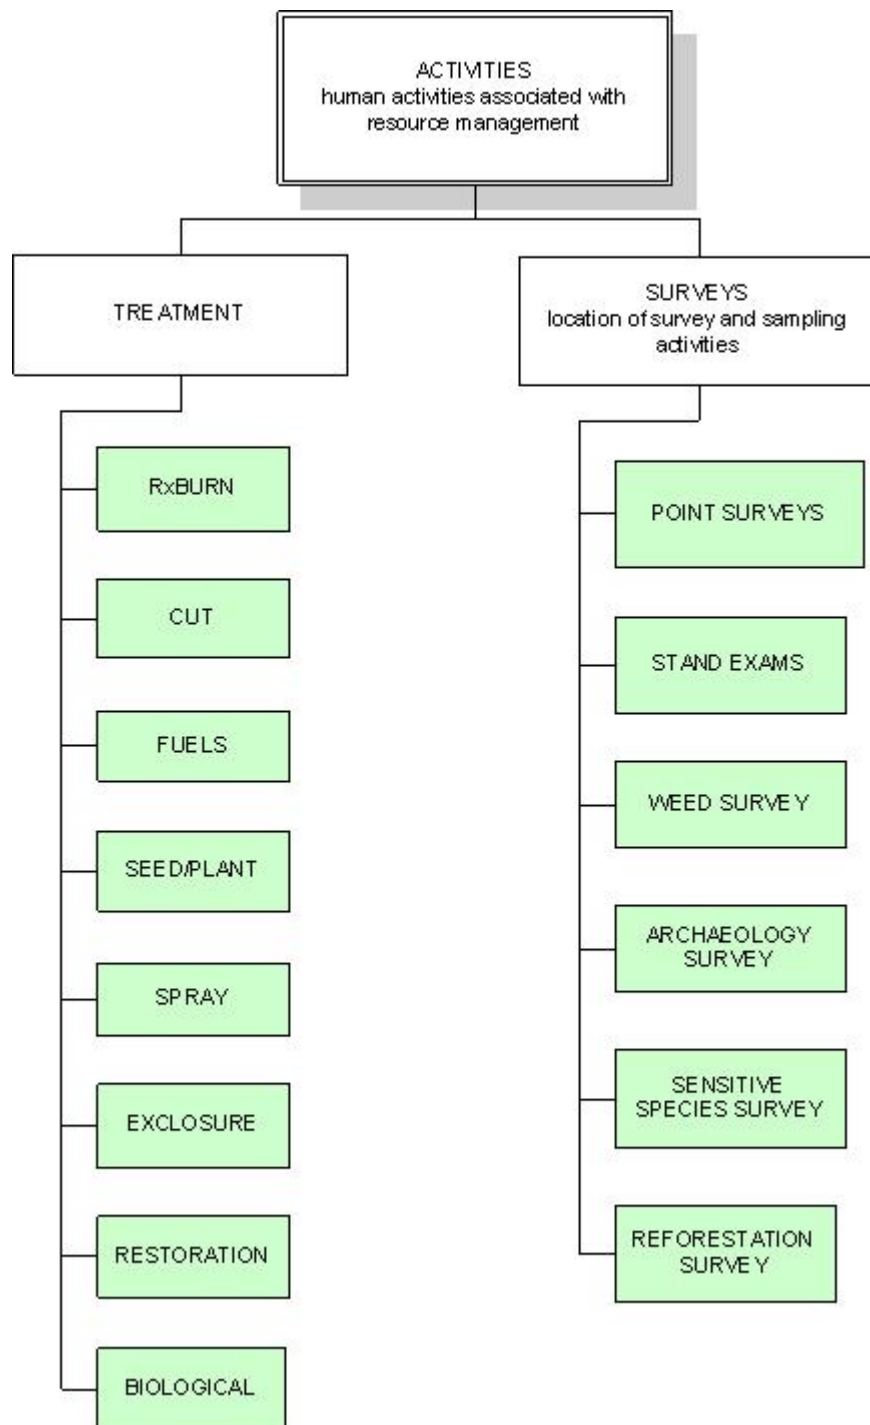 ACTIVITIES
human activities associated with
resource management
TREATMENT
SURVEYS
location of survey and sampling
activities
RxBURN
CUT
FUELS
SEED/PLANT
SPRAY
EXCLOSURE
RESTORATION
BIOLOGICAL
POINT SURVEYS
STAND EXAMS
WEED SURVEY
ARCHAEOLOGY
SURVEY
SENSITIVE
SPECIES SURVEY
REFORESTATION
SURVEY